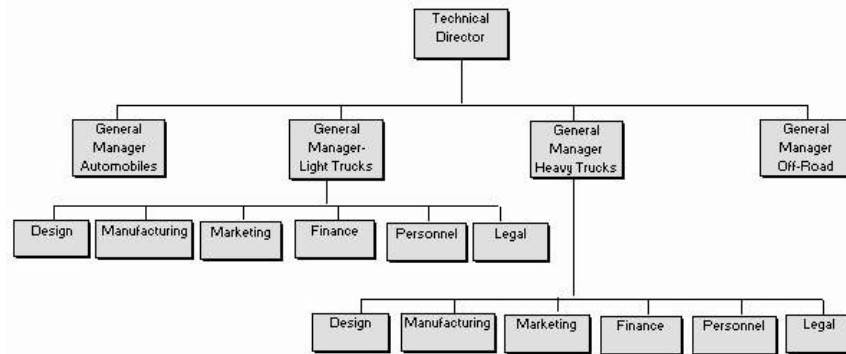 Technical
Director
General
Manager
Automobiles
General
Manager-
Light Trucks
General
Manager
Heavy Trucks
General
Manager
Off-Road
Design
Manufacturing
Marketing
Finance
Personnel
Legal
Design
Manufacturing
Marketing
Finance
Personnel
Legal